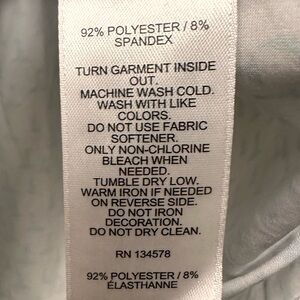 92% POLYESTER / 8%
SPANDEX
TURN GARMENT INSIDE
OUT.
MACHINE WASH COLD.
WASH WITH LIKE
COLORS.
DO NOT USE FABRIC
SOFTENER.
ONLY NON-CHLORINE
BLEACH WHEN
NEEDED.
TUMBLE DRY LOW.
WARM IRON IF NEEDED
ON REVERSE SIDE.
DO NOT IRON
DECORATION.
DO NOT DRY CLEAN.
RN 134578
92% POLYESTER / 8%
ÉLASTHANNE